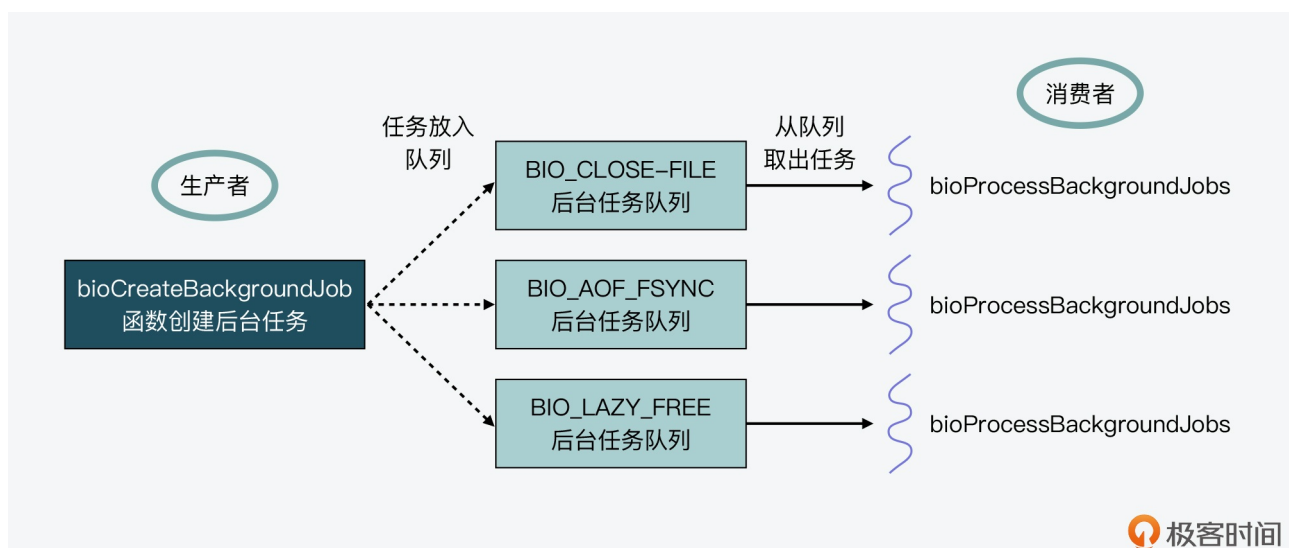 生产者
bioCreateBackgroundJob
函数创建后台任务
任务放入
队列
BIO_CLOSE-FILE
后台任务队列
BIO_AOF_FSYNC
后台任务队列
BIO_LAZY_FREE
后台任务队列
从队列
取出任务
消费者
bioProcessBackgroundJobs
bioProcessBackgroundJobs
bioProcessBackgroundJobs
极客时间